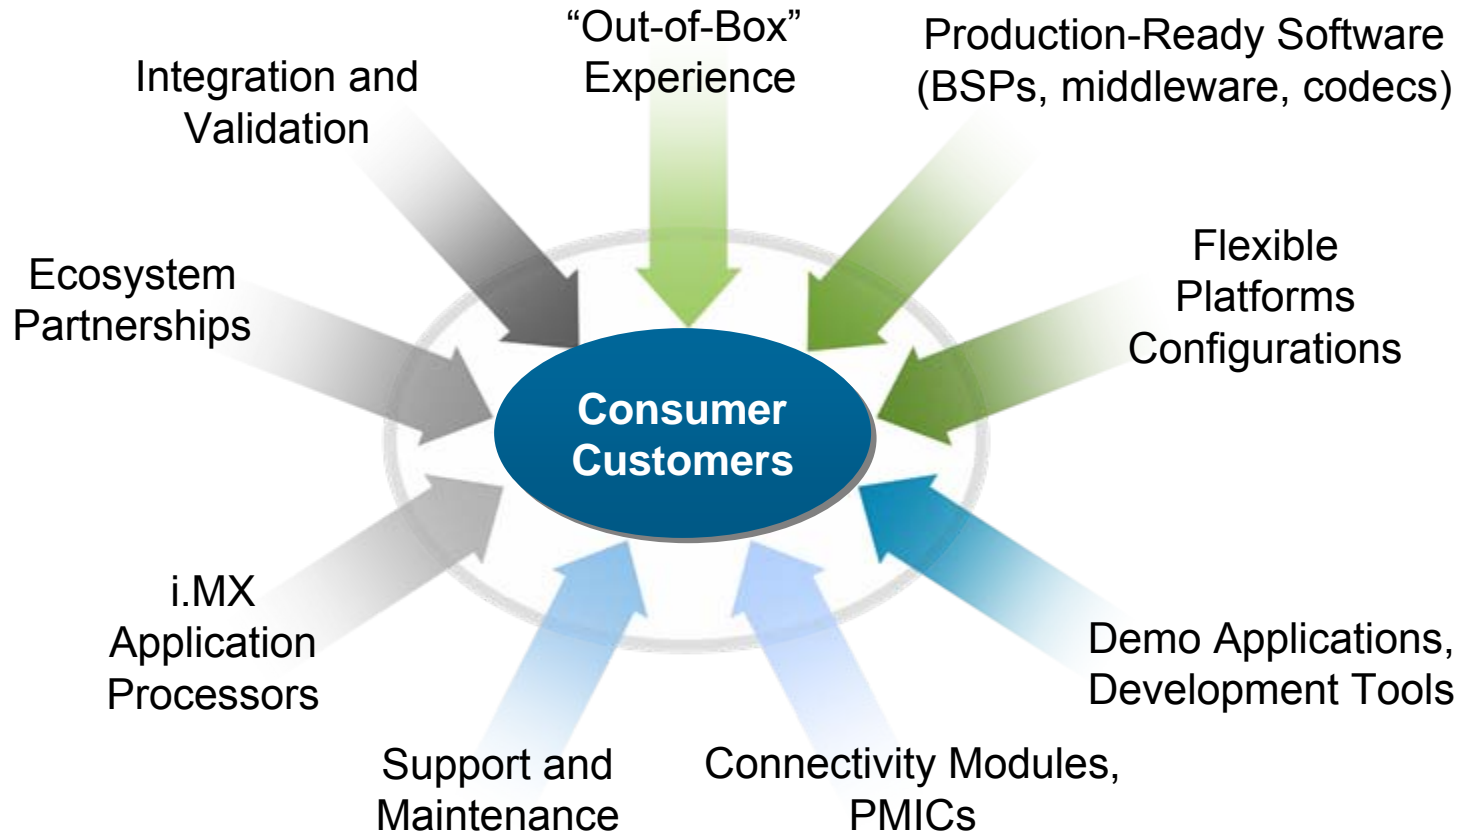 “Out-of-Box”
Experience
Production-Ready Software
(BSPs, middleware, codecs)
Integration and
Validation
Flexible
Platforms
Configurations
Ecosystem
Partnerships
Consumer
Customers
i.MX
Application
Processors
Demo Applications,
Development Tools
Support and
Maintenance
Connectivity Modules,
PMICs